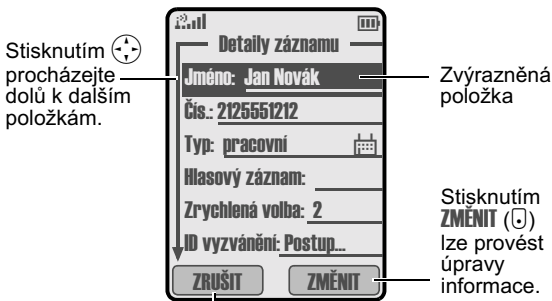 Stisknutím
procházejte
dolů k dalším
položkám.
Detaily záznamu
Jméno: Jan Novák
Čís.: 2125551212
Typ: pracovní
Hlasový záznam:
Zrychlená volba: 2
ID vyzvánění: Postup...
ZRUŠIT
ZMĚNIT
Zvýrazněná
položka
Stisknutím
ZMĚNIT ( )
lze provést
úpravy
informace.